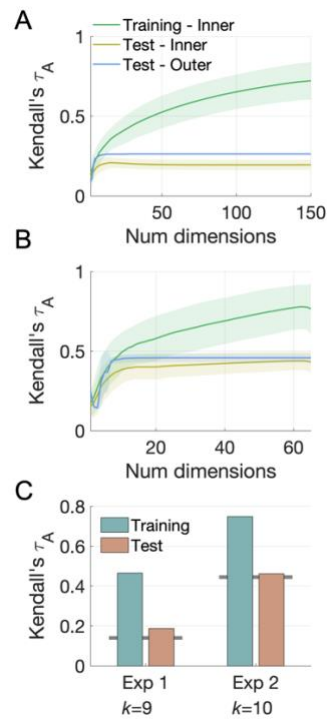 A
Training - Inner
Test - Inner
Test - Outer
1
0.5
0
Kendall's τA
50
100
150
Num dimensions
B
1
0.5
0
Kendall's τA
20
40
60
Num dimensions
C
0.8
0.6
0.4
0.2
0
Kendall's τA
Training
Test
Exp 1
Exp 2
k=9
k=10